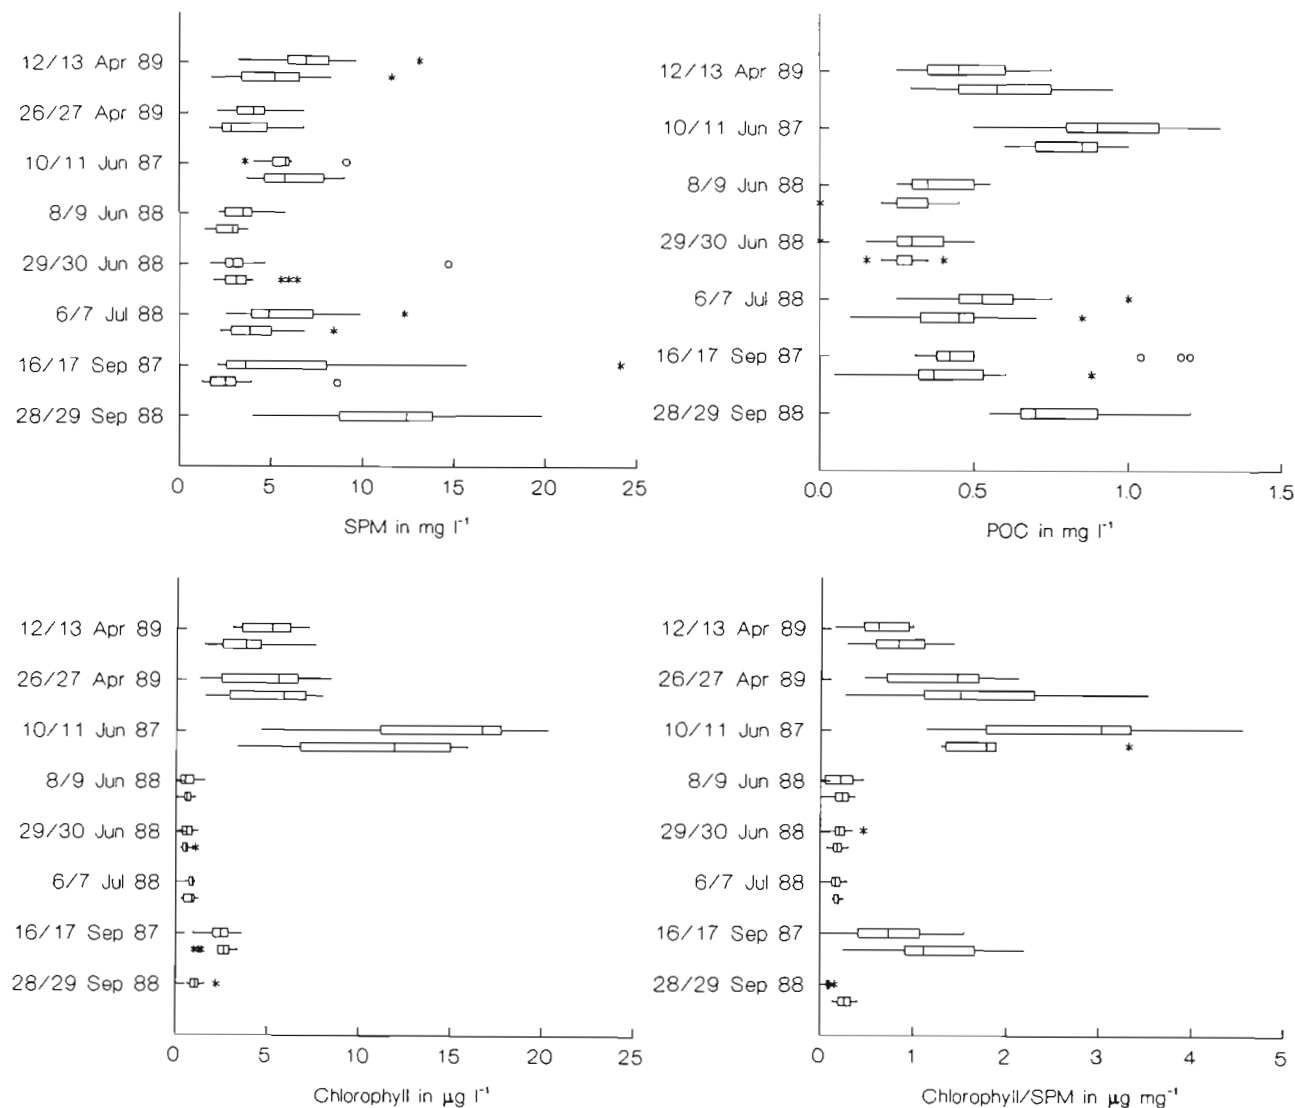 12/13 Apr 89
26/27 Apr 89
10/11 Jun 87
8/9 Jun 88
29/30 Jun 88
6/7 Jul 88
16/17 Sep 87
28/29 Sep 88
0 5 10 15 20 25
SPM in mg l⁻¹
12/13 Apr 89
10/11 Jun 87
8/9 Jun 88
29/30 Jun 88
6/7 Jul 88
16/17 Sep 87
28/29 Sep 88
0.0 0.5 1.0 1.5
POC in mg l⁻¹
12/13 Apr 89
26/27 Apr 89
10/11 Jun 87
8/9 Jun 88
29/30 Jun 88
6/7 Jul 88
16/17 Sep 87
28/29 Sep 88
0 5 10 15 20 25
Chlorophyll in µg l⁻¹
12/13 Apr 89
26/27 Apr 89
10/11 Jun 87
8/9 Jun 88
29/30 Jun 88
6/7 Jul 88
16/17 Sep 87
28/29 Sep 88
0 1 2 3 4 5
Chlorophyll/SPM in µg mg⁻¹